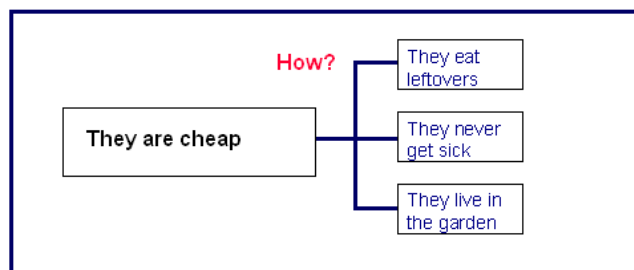 How?
They eat
leftovers
They are cheap
They never
get sick
They live in
the garden